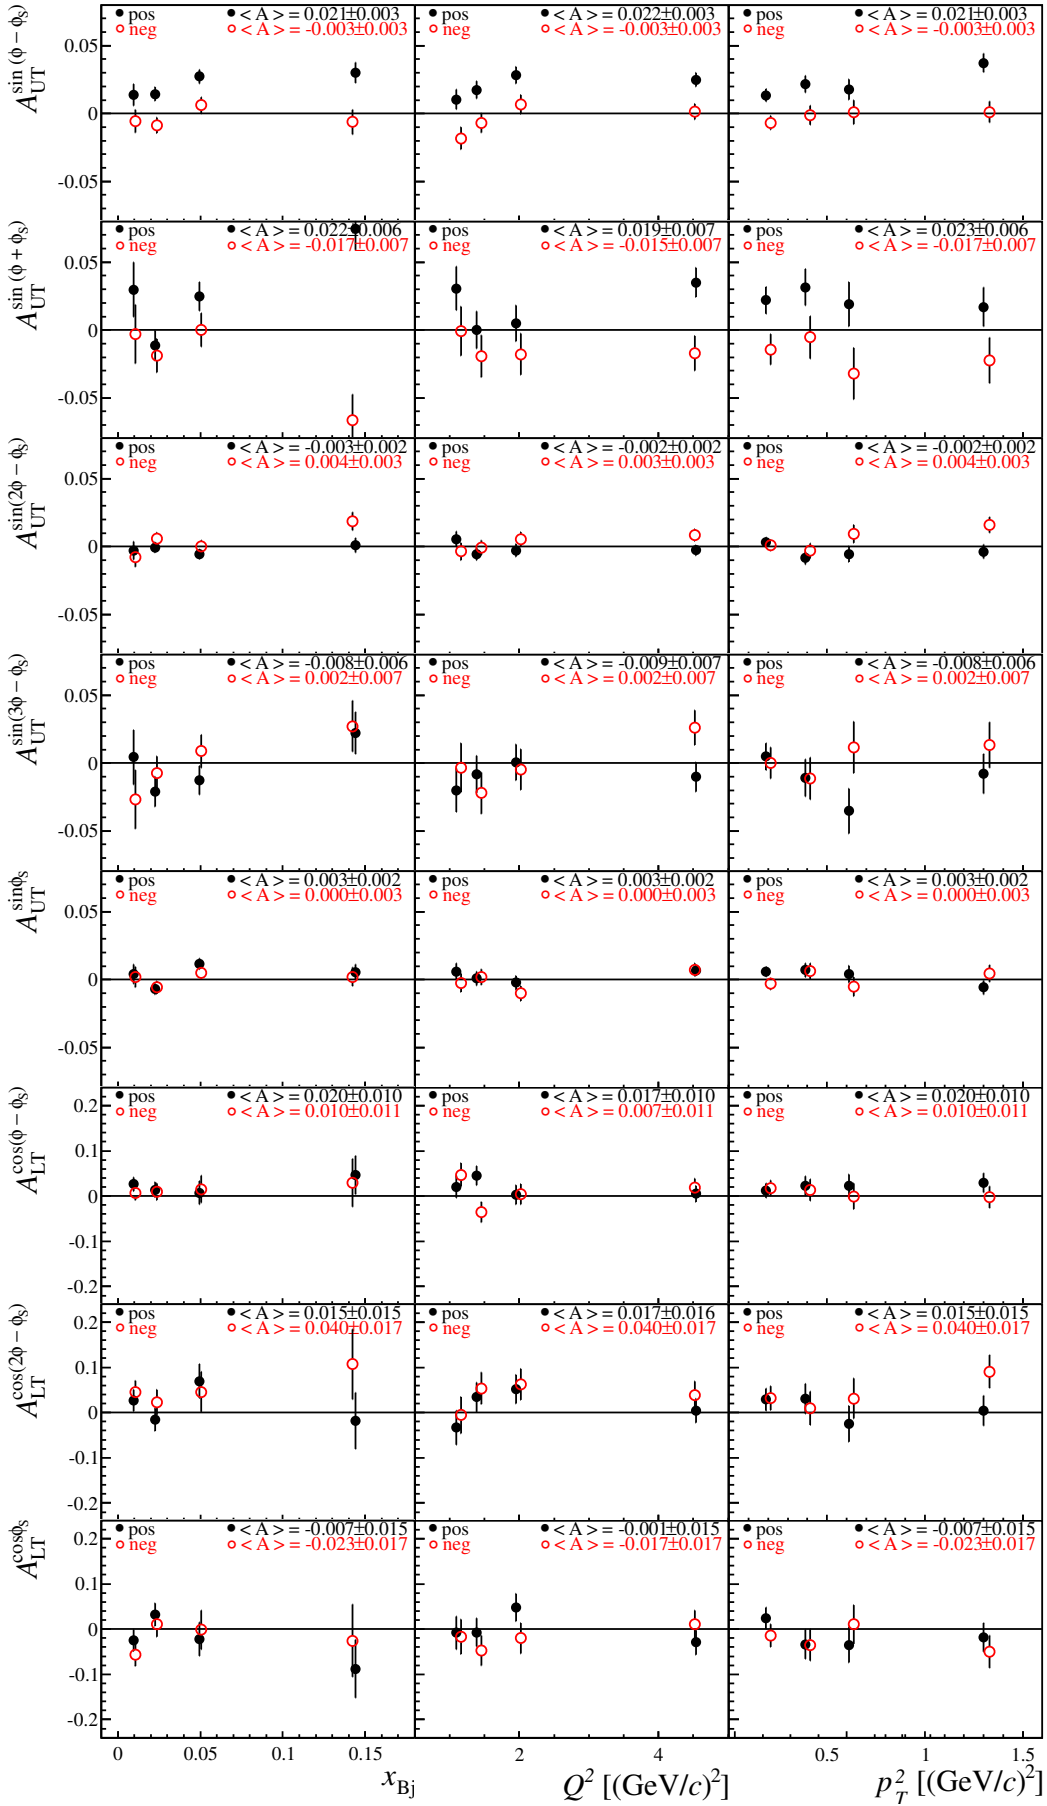 A_UT^sin (ϕ − ϕ_S)
pos <A> = 0.021±0.003
neg <A> = -0.003±0.003
pos <A> = 0.022±0.003
neg <A> = -0.003±0.003
pos <A> = 0.021±0.003
neg <A> = -0.003±0.003
0.05
0
-0.05
A_UT^sin (ϕ + ϕ_S)
pos <A> = 0.022±0.006
neg <A> = -0.017±0.007
pos <A> = 0.019±0.007
neg <A> = -0.015±0.007
pos <A> = 0.023±0.006
neg <A> = -0.017±0.007
0.05
0
-0.05
A_UT^sin(2ϕ − ϕ_S)
pos <A> = -0.003±0.002
neg <A> = 0.004±0.003
pos <A> = -0.002±0.002
neg <A> = 0.003±0.003
pos <A> = -0.002±0.002
neg <A> = 0.004±0.003
0.05
0
-0.05
A_UT^sin(3ϕ − ϕ_S)
pos <A> = -0.008±0.006
neg <A> = 0.002±0.007
pos <A> = -0.009±0.007
neg <A> = 0.002±0.007
pos <A> = -0.008±0.006
neg <A> = 0.002±0.007
0.05
0
-0.05
A_UT^sinϕ_S
pos <A> = 0.003±0.002
neg <A> = 0.000±0.003
pos <A> = 0.003±0.002
neg <A> = 0.000±0.003
pos <A> = 0.003±0.002
neg <A> = 0.000±0.003
0.05
0
-0.05
A_LT^cos(ϕ − ϕ_S)
pos <A> = 0.020±0.010
neg <A> = 0.010±0.011
pos <A> = 0.017±0.010
neg <A> = 0.007±0.011
pos <A> = 0.020±0.010
neg <A> = 0.010±0.011
0.2
0.1
0
-0.1
-0.2
A_LT^cos(2ϕ − ϕ_S)
pos <A> = 0.015±0.015
neg <A> = 0.040±0.017
pos <A> = 0.017±0.016
neg <A> = 0.040±0.017
pos <A> = 0.015±0.015
neg <A> = 0.040±0.017
0.2
0.1
0
-0.1
-0.2
A_LT^cosϕ_S
pos <A> = -0.007±0.015
neg <A> = -0.023±0.017
pos <A> = -0.001±0.015
neg <A> = -0.017±0.017
pos <A> = -0.007±0.015
neg <A> = -0.023±0.017
0.2
0.1
0
-0.1
-0.2
0 0.05 0.1 0.15
2 4
0.5 1 1.5
x_Bj
Q² [(GeV/c)²]
p_T² [(GeV/c)²]